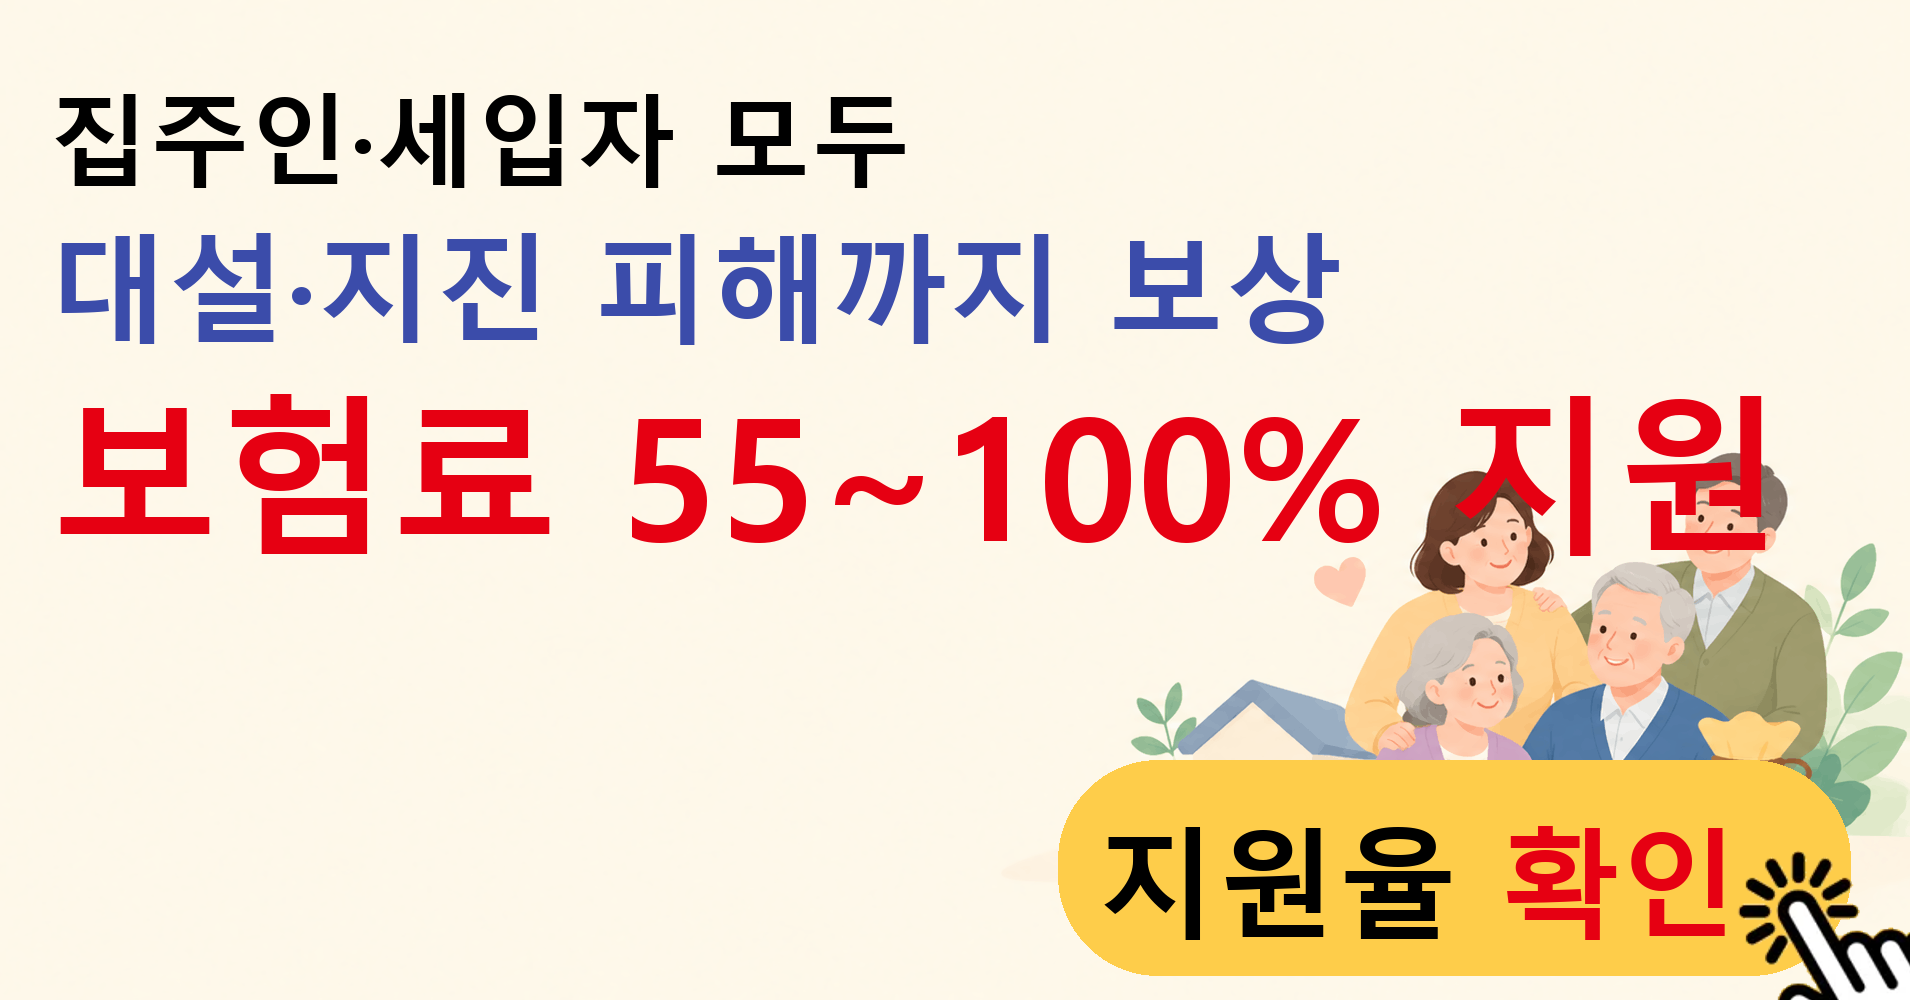 집주인·세입자 모두
대설·지진 피해까지 보상
보험료 55~100% 지원
지원율 확인